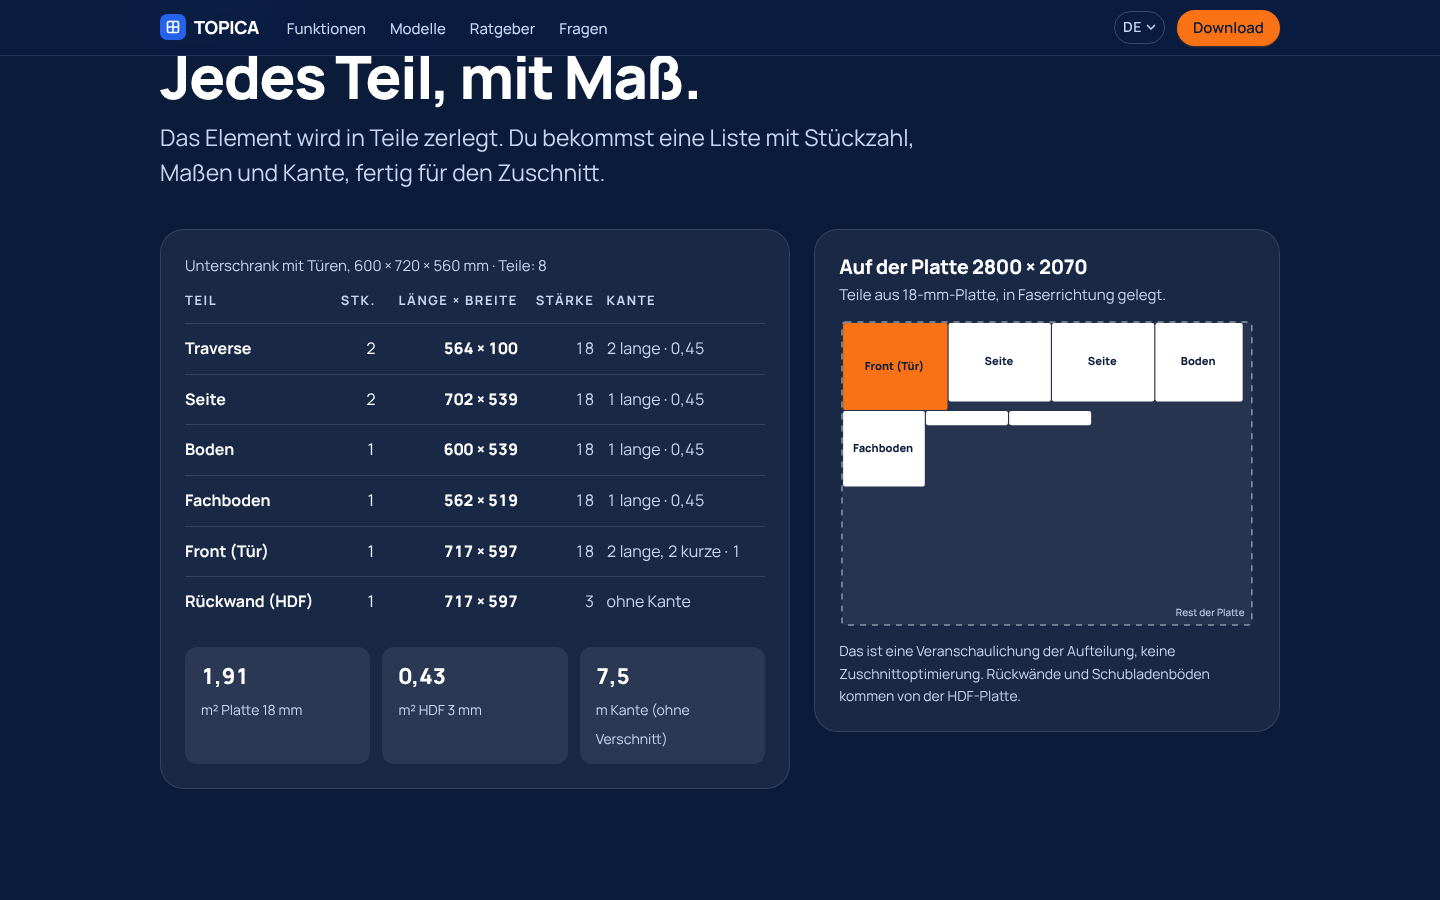 TOPICA
Funktionen
Modelle
Ratgeber
Fragen
DE
Download
Jedes Teil, mit Maß.
Das Element wird in Teile zerlegt. Du bekommst eine Liste mit Stückzahl,
Maßen und Kante, fertig für den Zuschnitt.
Unterschrank mit Türen, 600 × 720 × 560 mm · Teile: 8
TEIL STK. LÄNGE × BREITE STÄRKE KANTE
Traverse 2 564 × 100 18 2 lange · 0,45
Seite 2 702 × 539 18 1 lange · 0,45
Boden 1 600 × 539 18 1 lange · 0,45
Fachboden 1 562 × 519 18 1 lange · 0,45
Front (Tür) 1 717 × 597 18 2 lange, 2 kurze · 1
Rückwand (HDF) 1 717 × 597 3 ohne Kante
1,91
m² Platte 18 mm
0,43
m² HDF 3 mm
7,5
m Kante (ohne
Verschnitt)
Auf der Platte 2800 × 2070
Teile aus 18-mm-Platte, in Faserrichtung gelegt.
Front (Tür)
Seite
Seite
Boden
Fachboden
Rest der Platte
Das ist eine Veranschaulichung der Aufteilung, keine
Zuschnittoptimierung. Rückwände und Schubladenböden
kommen von der HDF-Platte.